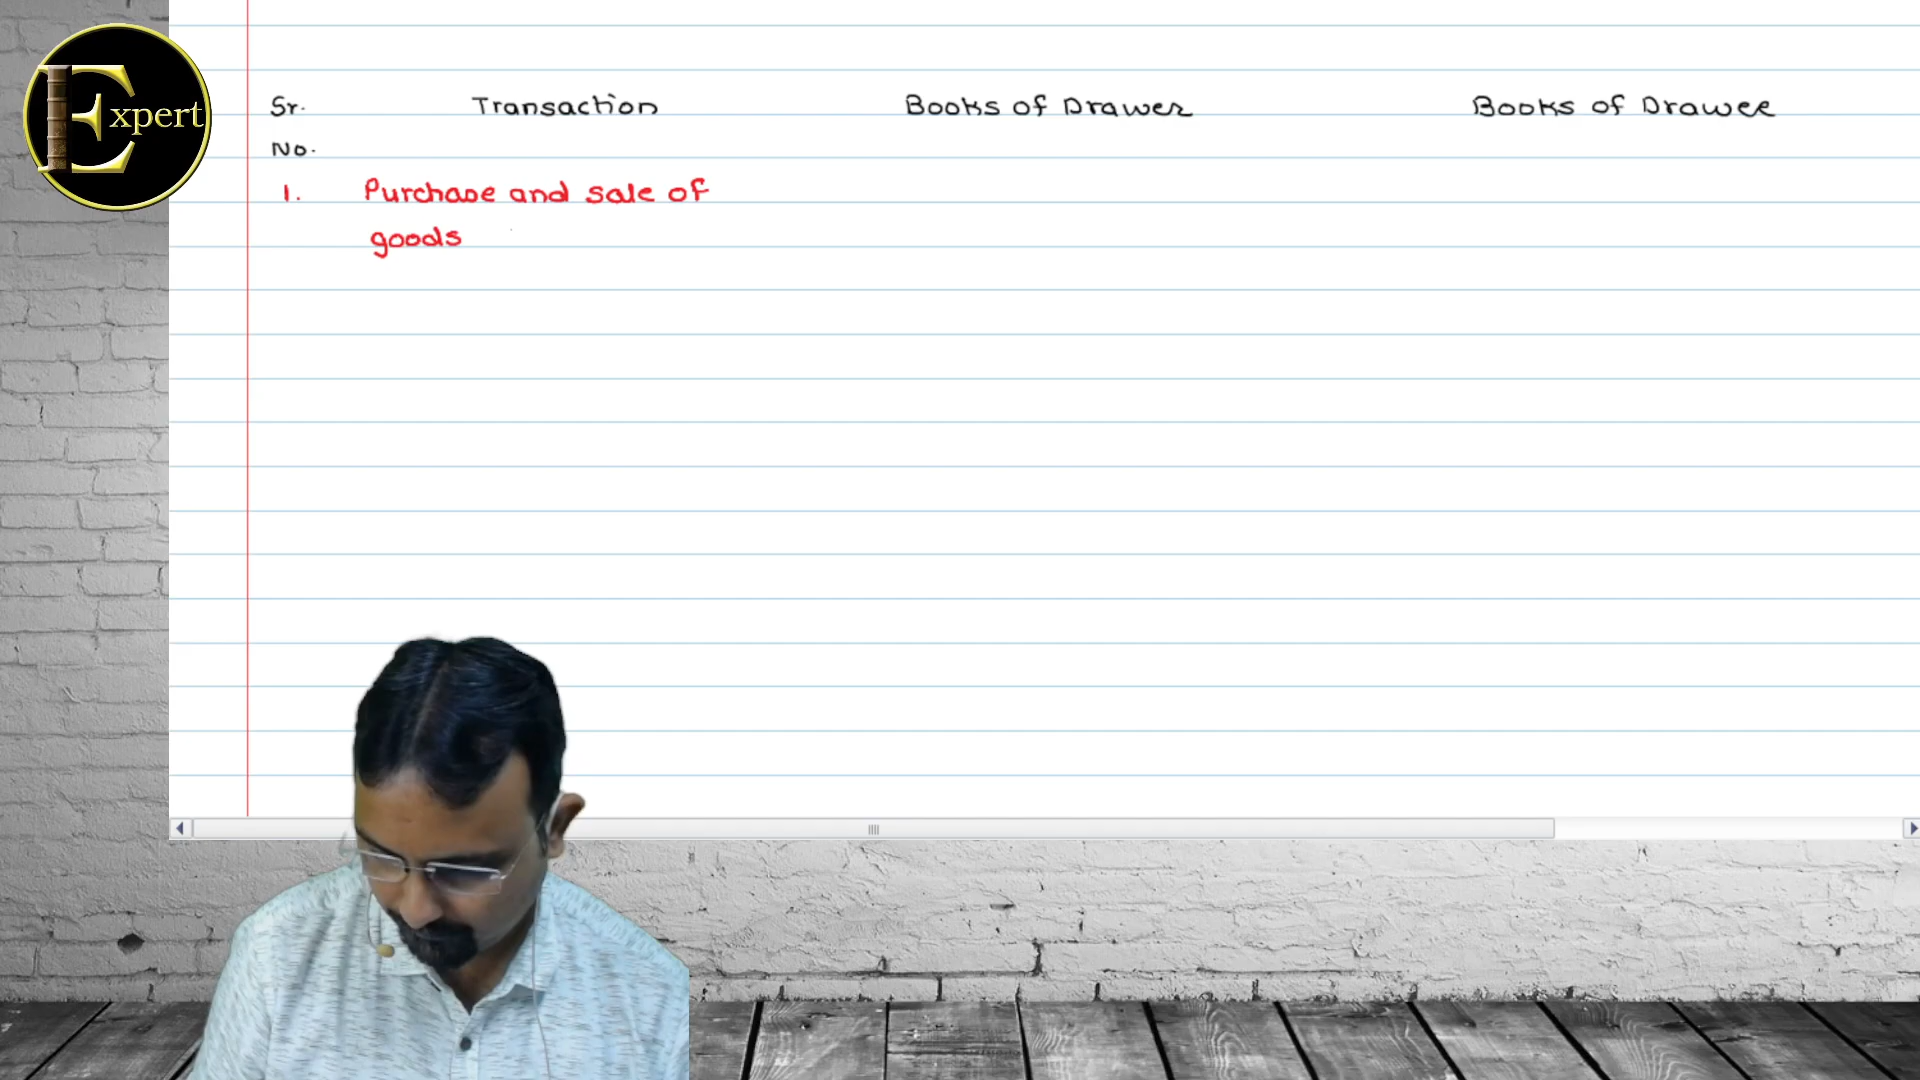 Expert
Sr. Transaction Books of Drawer Books of Drawee
No.
1. Purchase and sale of
goods